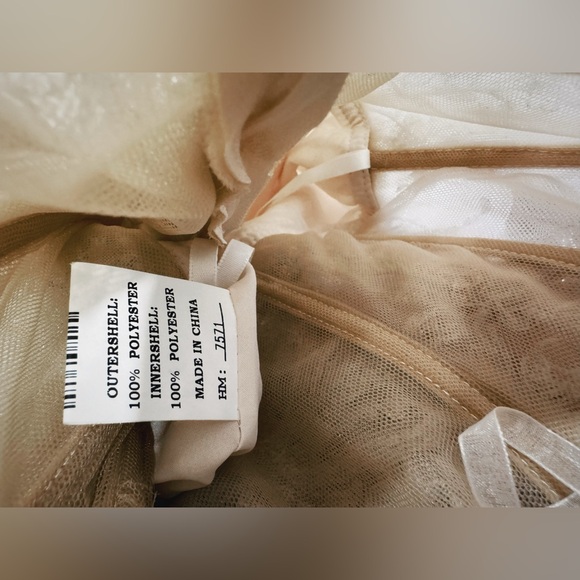 OUTERSHELL:
100% POLYESTER
INNERSHELL:
100% POLYESTER
MADE IN CHINA
HM: 7571